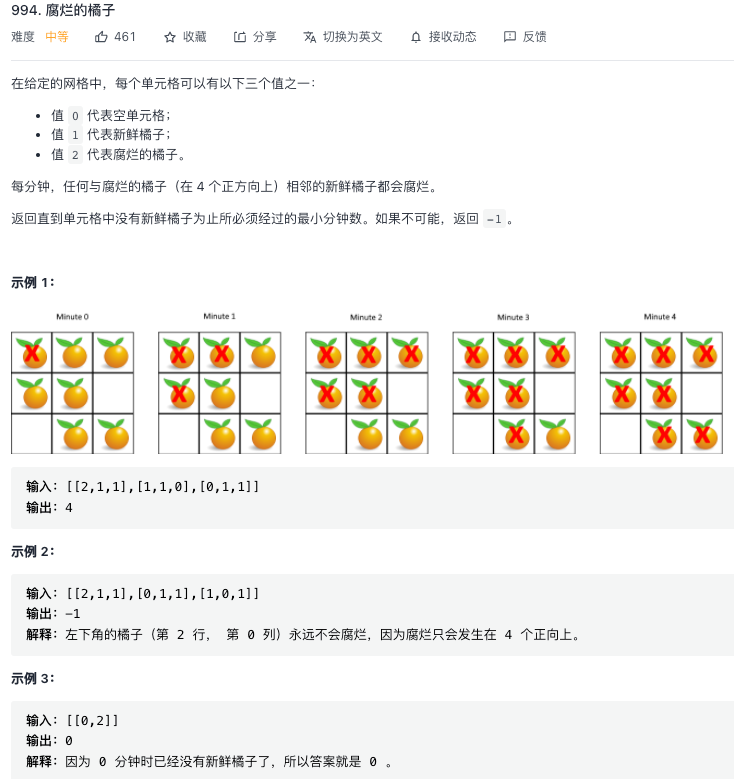 994. 腐烂的橘子
难度 中等 461 收藏 分享 切换为英文 接收动态 反馈
在给定的网格中，每个单元格可以有以下三个值之一：
• 值 0 代表空单元格；
• 值 1 代表新鲜橘子；
• 值 2 代表腐烂的橘子。
每分钟，任何与腐烂的橘子（在 4 个正方向上）相邻的新鲜橘子都会腐烂。
返回直到单元格中没有新鲜橘子为止所必须经过的最小分钟数。如果不可能，返回 -1 。
示例 1：
Minute 0 Minute 1 Minute 2 Minute 3 Minute 4
输入：[[2,1,1],[1,1,0],[0,1,1]]
输出：4
示例 2：
输入：[[2,1,1],[0,1,1],[1,0,1]]
输出：-1
解释：左下角的橘子（第 2 行， 第 0 列）永远不会腐烂，因为腐烂只会发生在 4 个正向上。
示例 3：
输入：[[0,2]]
输出：0
解释：因为 0 分钟时已经没有新鲜橘子了，所以答案就是 0 。